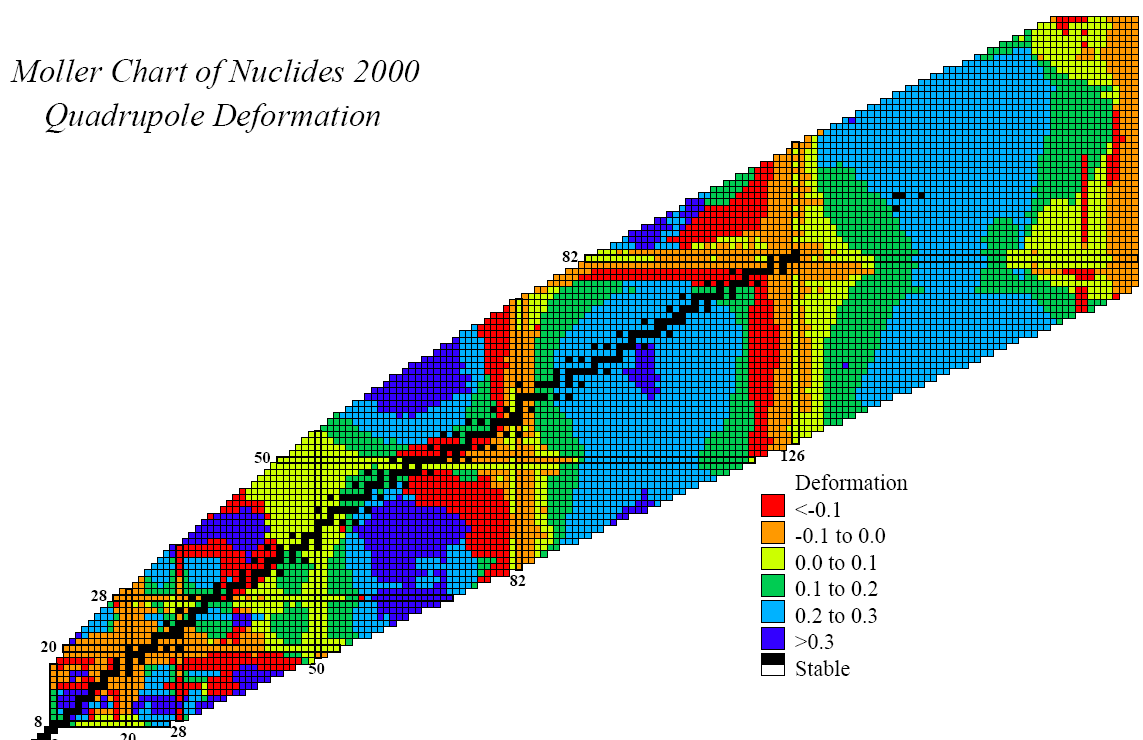 Moller Chart of Nuclides 2000
Quadrupole Deformation
82
50
126
Deformation
<-0.1
-0.1 to 0.0
0.0 to 0.1
0.1 to 0.2
0.2 to 0.3
>0.3
Stable
82
28
20
50
8
20
28